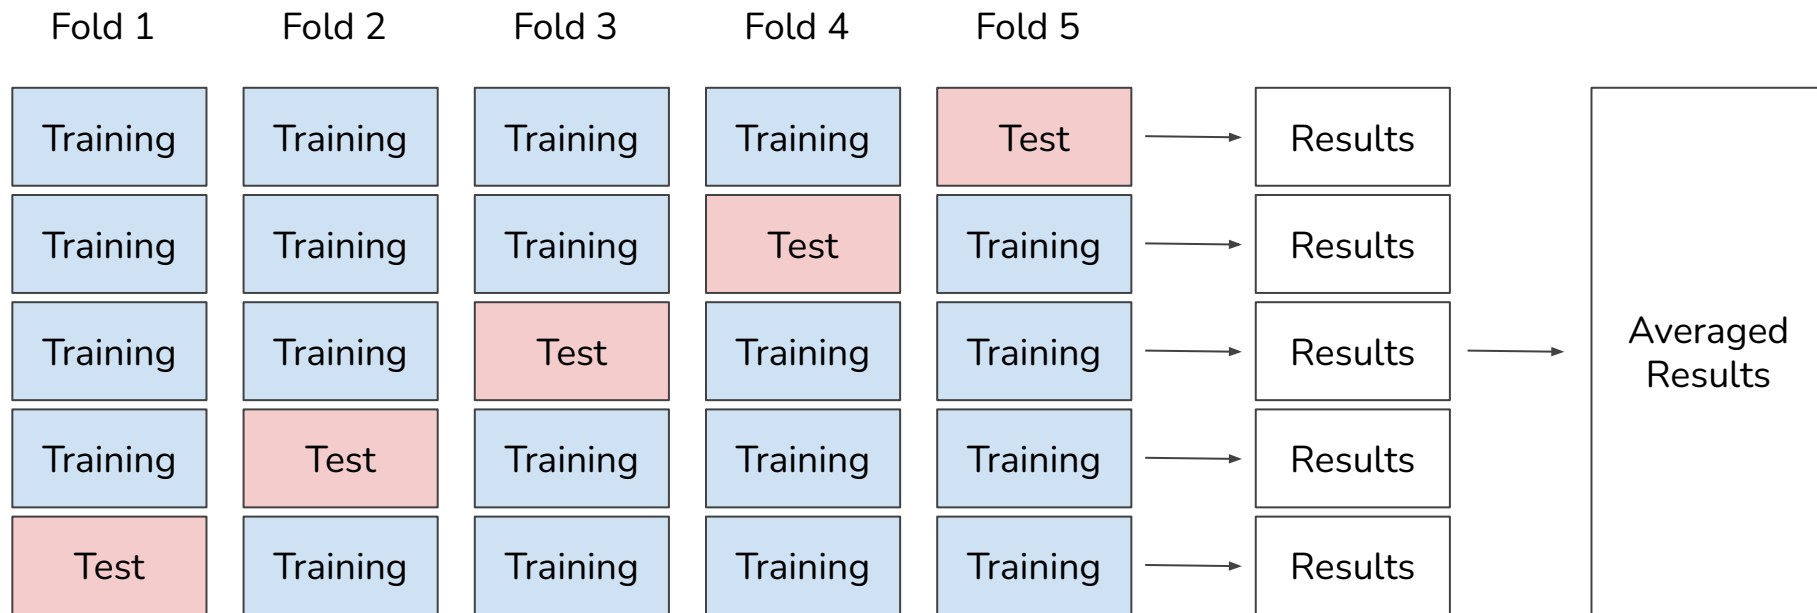 Fold 1 Fold 2 Fold 3 Fold 4 Fold 5
Training Training Training Training Test Results
Training Training Training Test Training Results
Training Training Test Training Training Results
Averaged
Results
Training Test Training Training Training Results
Test Training Training Training Training Results